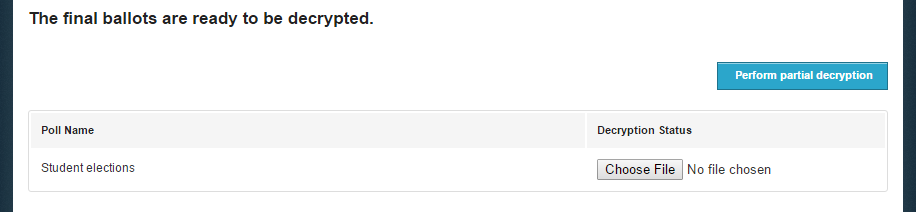 The final ballots are ready to be decrypted.
Perform partial decryption
Poll Name Decryption Status
Student elections Choose File No file chosen